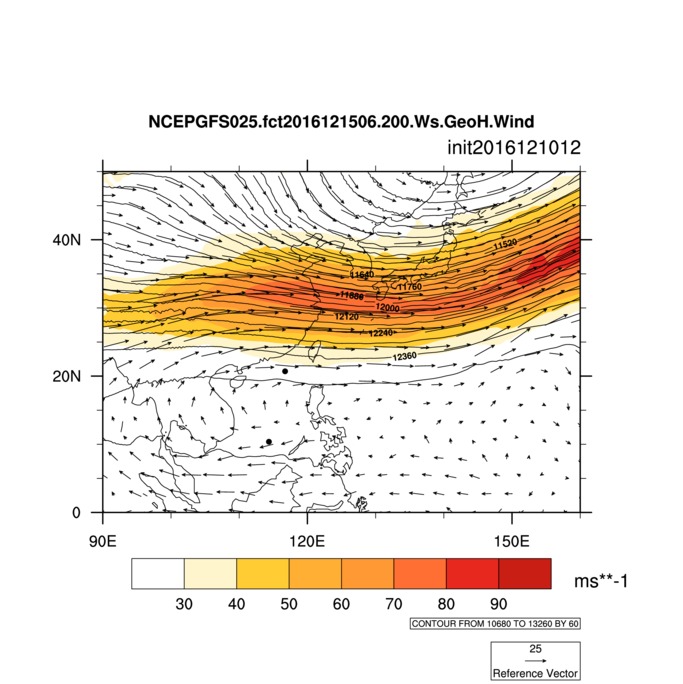 NCEPGFS025.fct2016121506.200.Ws.GeoH.Wind
init2016121012
40N
11520
11640
11760
12000
12120
12240
12360
20N
0
90E 120E 150E
ms**-1
30 40 50 60 70 80 90
CONTOUR FROM 10680 TO 13260 BY 60
25
Reference Vector